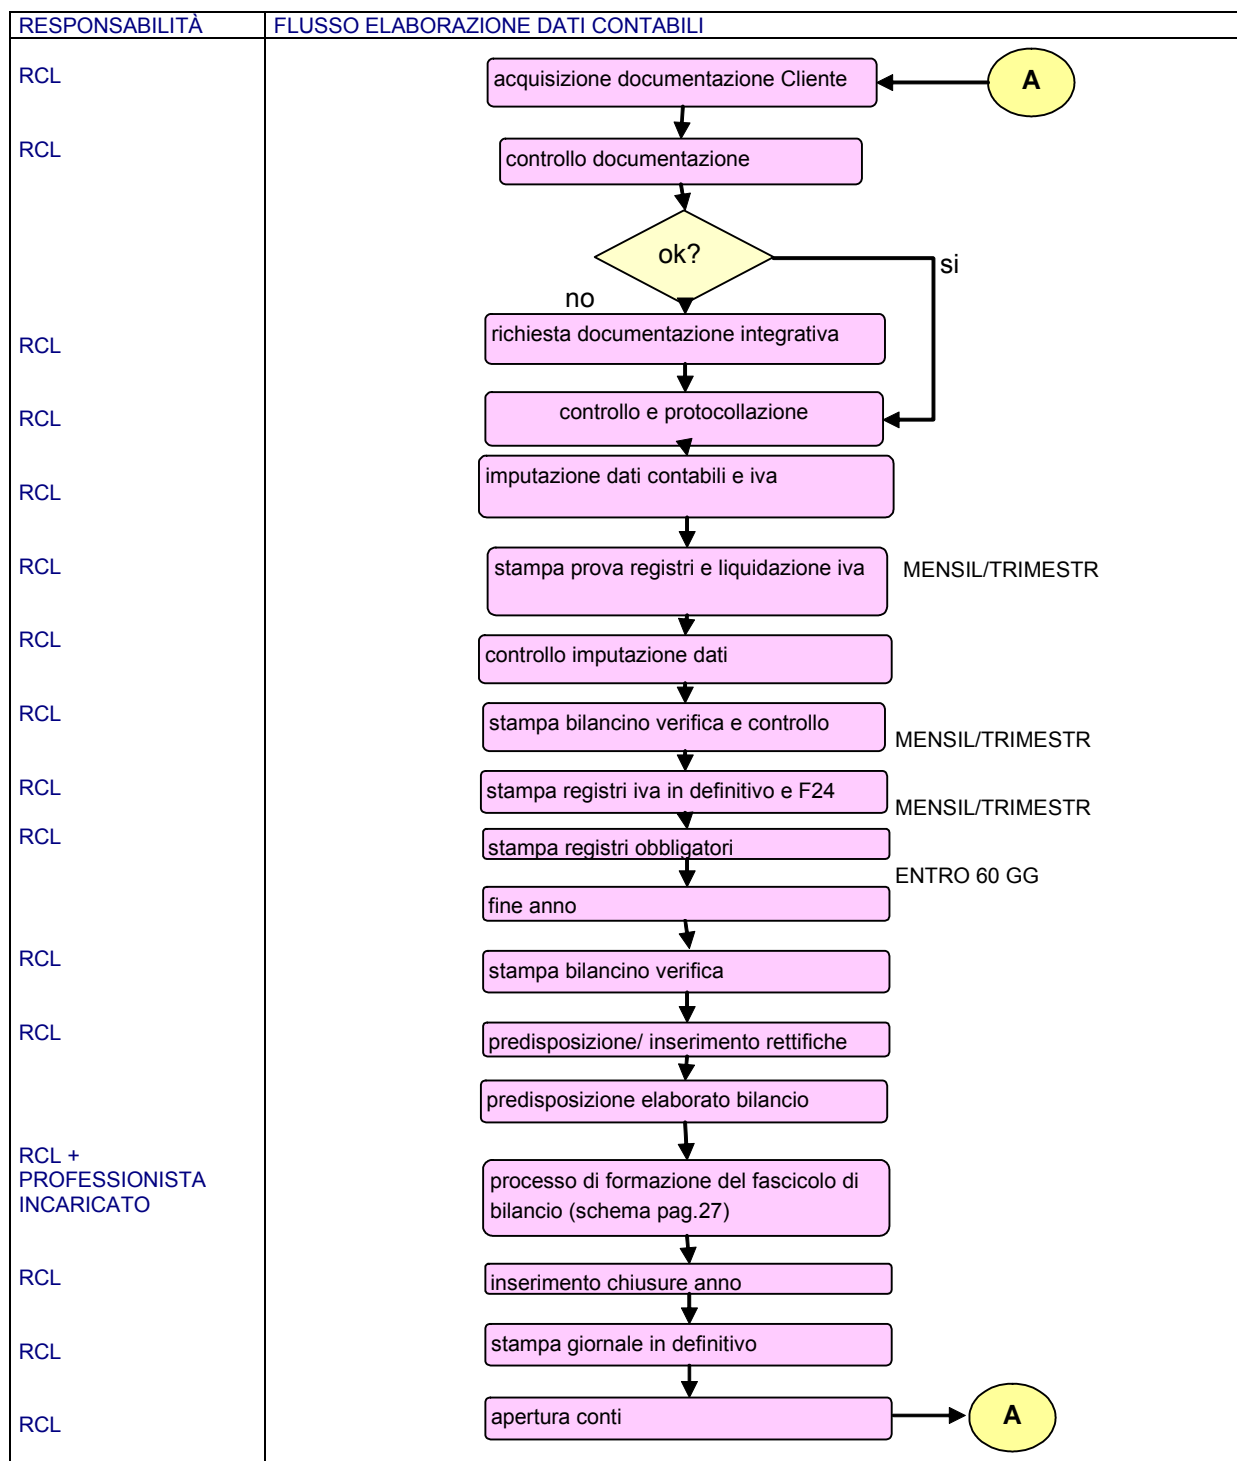 RESPONSABILITÀ FLUSSO ELABORAZIONE DATI CONTABILI
RCL acquisizione documentazione Cliente A
RCL controllo documentazione
ok?
si
no
RCL richiesta documentazione integrativa
RCL controllo e protocollazione
RCL imputazione dati contabili e iva
RCL stampa prova registri e liquidazione iva MENSIL/TRIMESTR
RCL controllo imputazione dati
RCL stampa bilancino verifica e controllo MENSIL/TRIMESTR
RCL stampa registri iva in definitivo e F24 MENSIL/TRIMESTR
RCL stampa registri obbligatori
ENTRO 60 GG
fine anno
RCL stampa bilancino verifica
RCL predisposizione/ inserimento rettifiche
predisposizione elaborato bilancio
RCL +
PROFESSIONISTA
INCARICATO
processo di formazione del fascicolo di
bilancio (schema pag.27)
RCL inserimento chiusure anno
RCL stampa giornale in definitivo
RCL apertura conti A